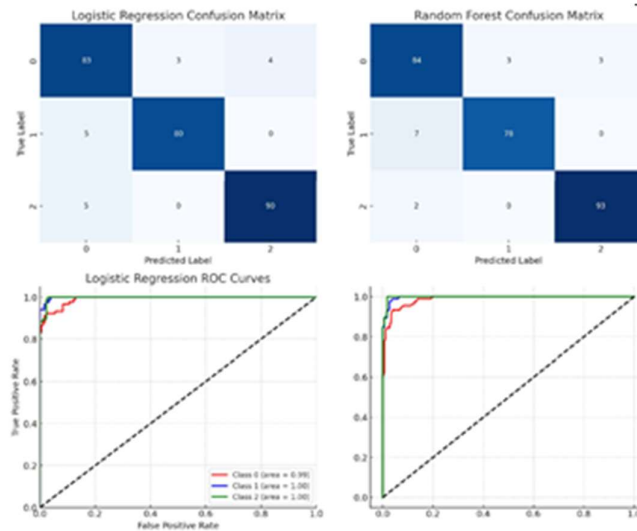 Logistic Regression Confusion Matrix
0
83 3 4
True Label
1
5 80 0
2
5 0 90
0 1 2
Predicted Label
Random Forest Confusion Matrix
0
84 3 3
True Label
1
7 78 0
2
2 0 93
0 1 2
Predicted Label
Logistic Regression ROC Curves
1.0
0.8
0.6
True Positive Rate
0.4
0.2
0.0
Class 0 (area = 0.99)
Class 1 (area = 1.00)
Class 2 (area = 1.00)
0.0 0.2 0.4 0.6 0.8 1.0
False Positive Rate
1.0
0.8
0.6
0.4
0.2
0.0
0.0 0.2 0.4 0.6 0.8